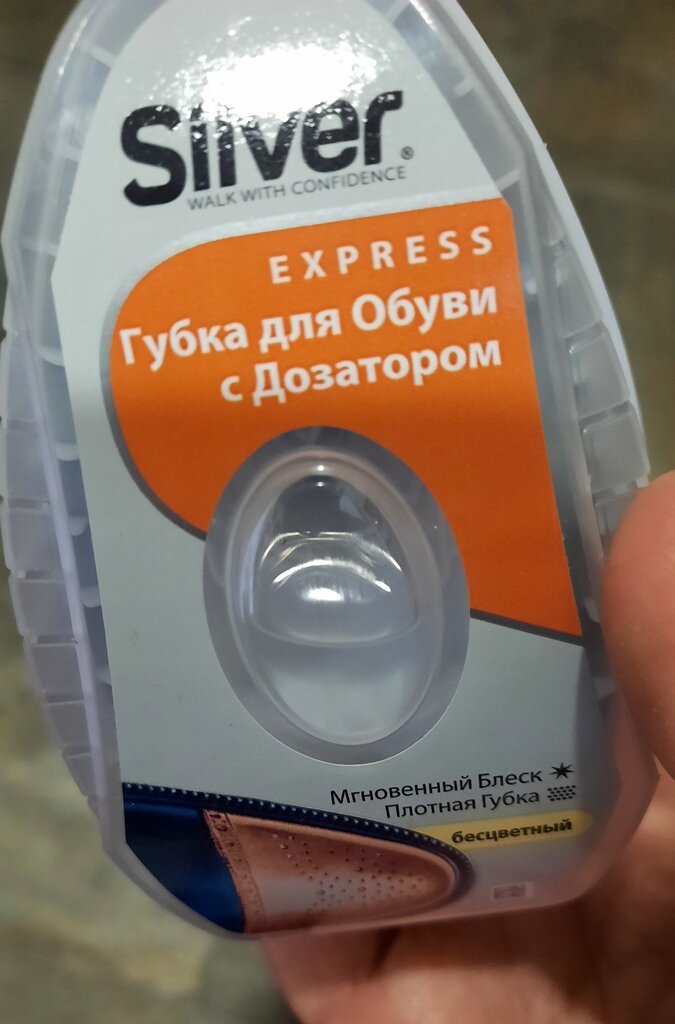 Silver®
WALK WITH CONFIDENCE
EXPRESS
Губка для Обуви
с Дозатором
Мгновенный Блеск
Плотная Губка
бесцветный